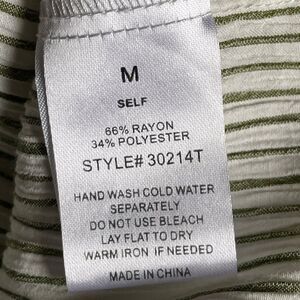 M
SELF
66% RAYON
34% POLYESTER
STYLE# 30214T
HAND WASH COLD WATER
SEPARATELY
DO NOT USE BLEACH
LAY FLAT TO DRY
WARM IRON IF NEEDED
MADE IN CHINA